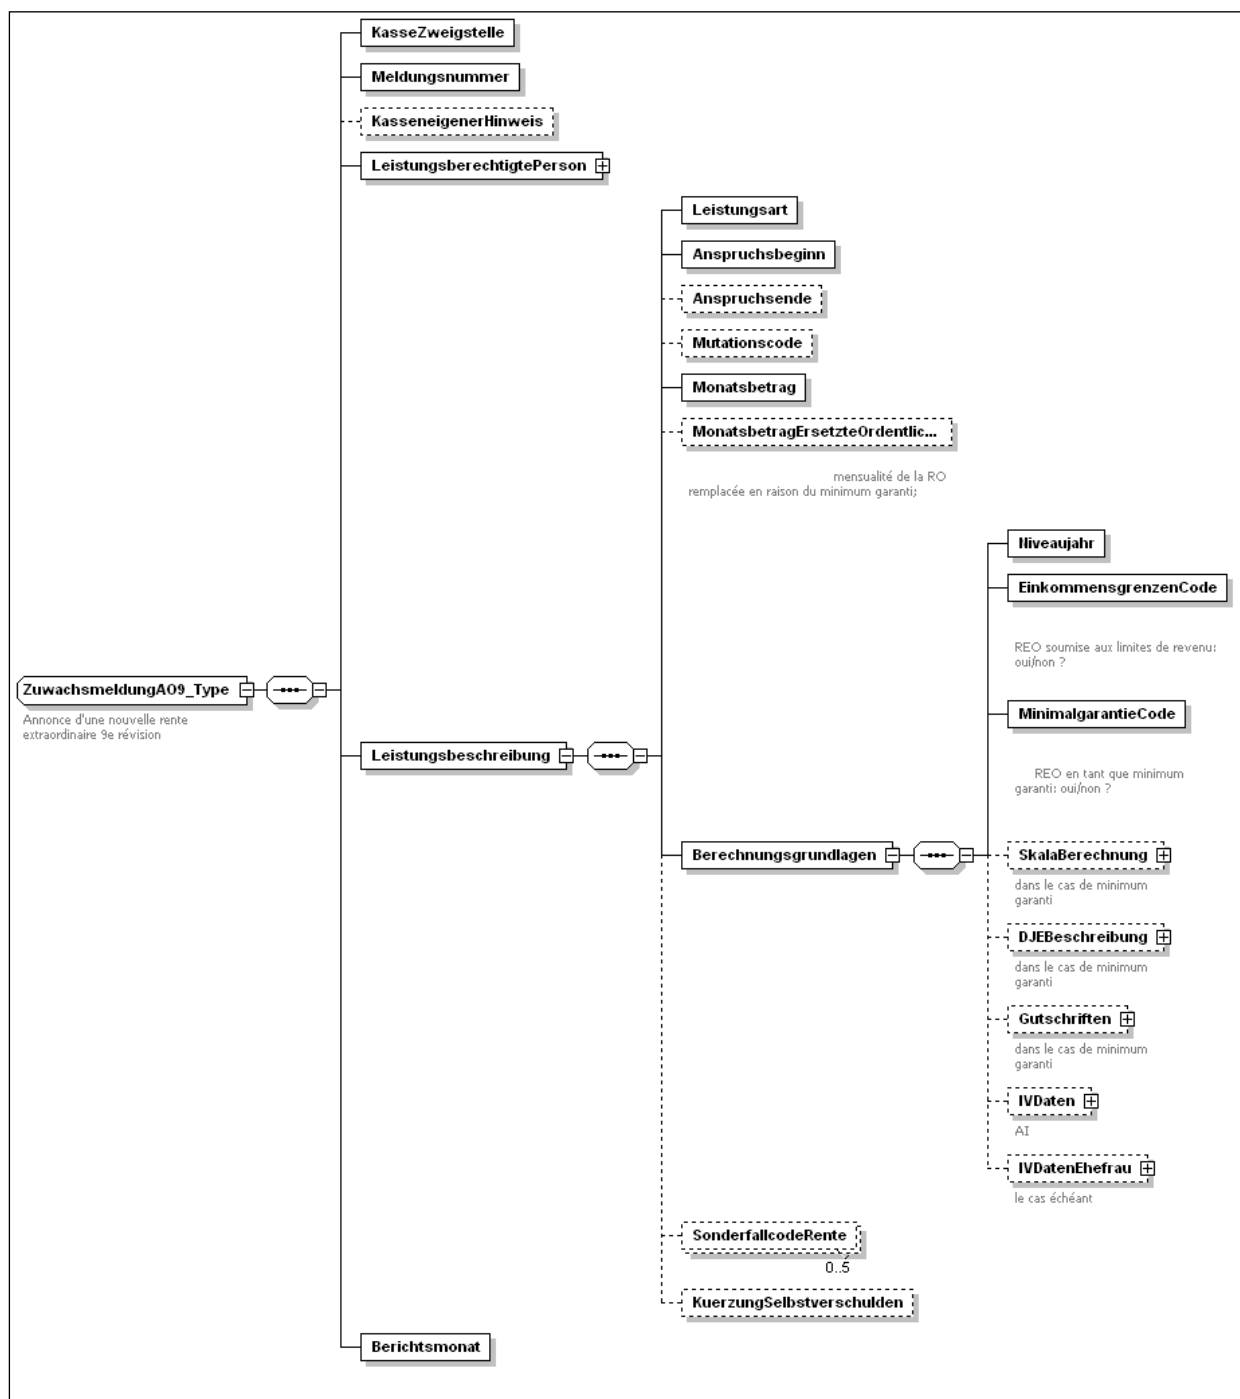 KasseZweigstelle
Meldungsnummer
KasseneigenerHinweis
LeistungsberechtigtePerson
Leistungsart
Anspruchsbeginn
Anspruchsende
Mutationscode
Monatsbetrag
MonatsbetragErsetzteOrdentlic...
mensualité de la RO
remplacée en raison du minimum garanti;
Niveaujahr
EinkommensgrenzenCode
REO soumise aux limites de revenu:
oui/non ?
ZuwachsmeldungAO9_Type
Annonce d'une nouvelle rente
extraordinaire 9e révision
MinimalgarantieCode
REO en tant que minimum
garanti: oui/non ?
Leistungsbeschreibung
Berechnungsgrundlagen
SkalaBerechnung
dans le cas de minimum
garanti
DJEBeschreibung
dans le cas de minimum
garanti
Gutschriften
dans le cas de minimum
garanti
IVDaten
AI
IVDatenEhefrau
le cas échéant
SonderfallcodeRente
0..5
KuerzungSelbstverschulden
Berichtsmonat